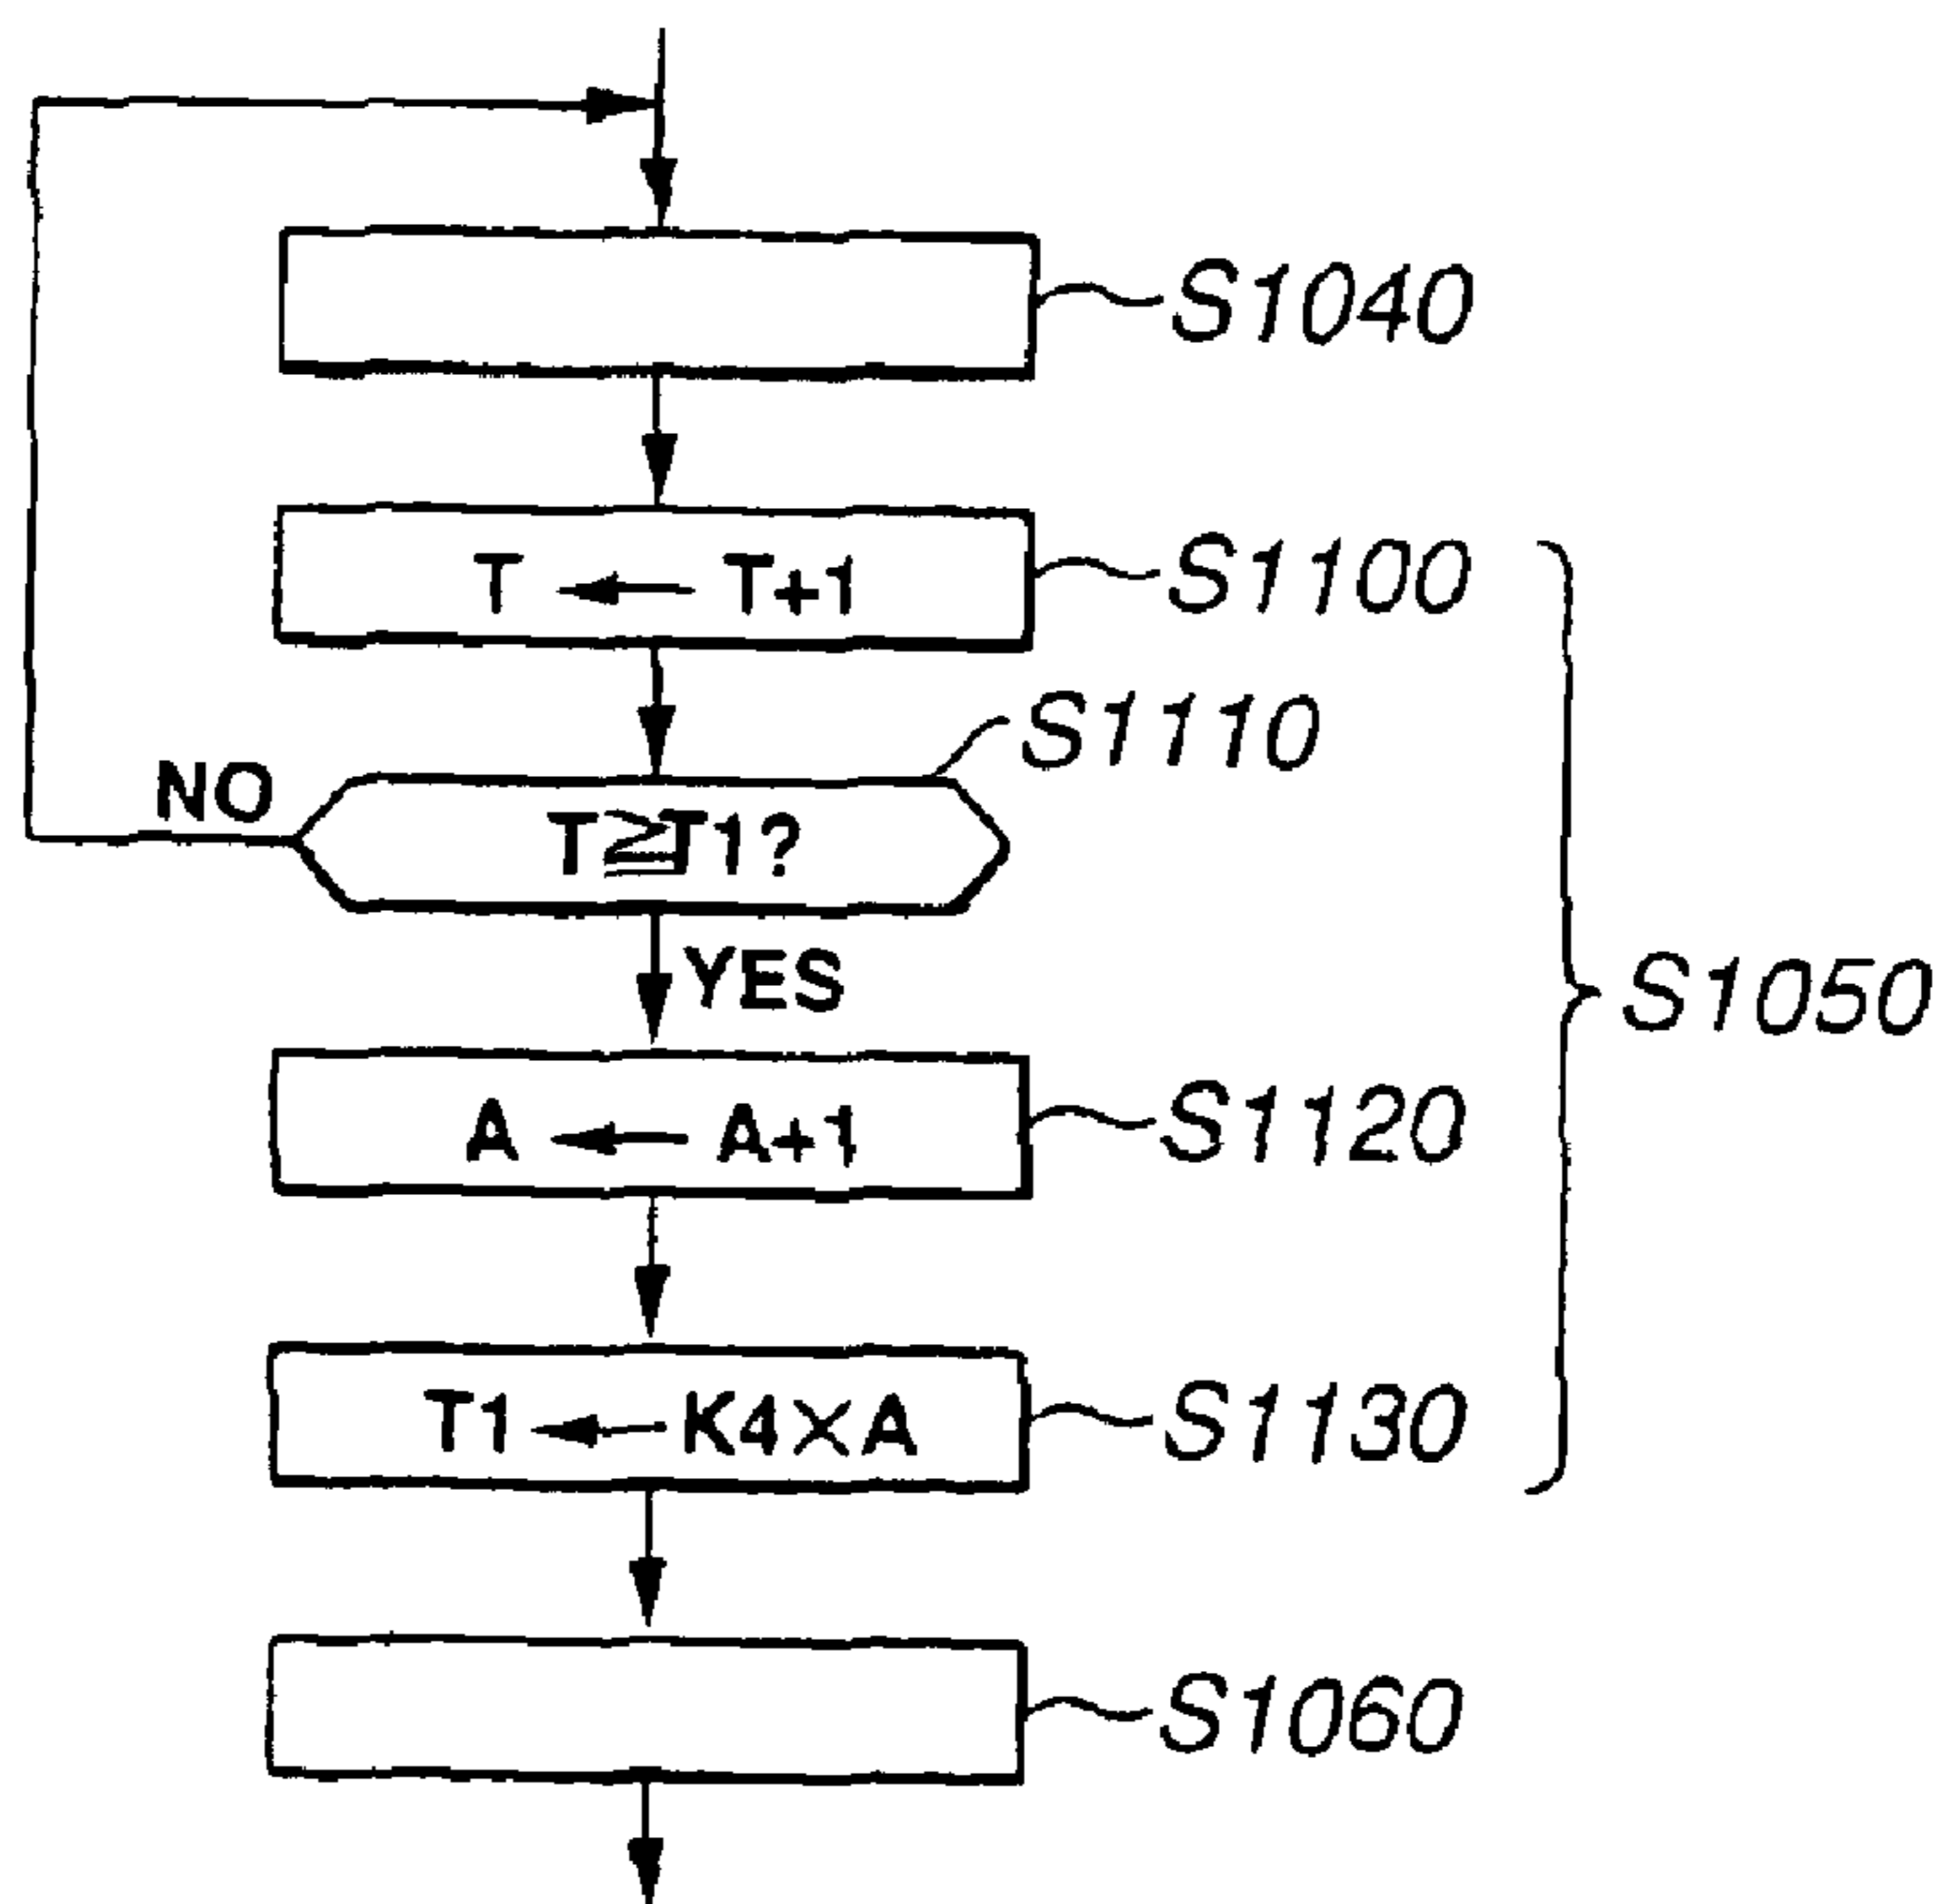 S1040
T ← T+1
S1100
S1110
NO
T≧T1?
YES
S1050
A ← A+1
S1120
T1 ← K4×A
S1130
S1060